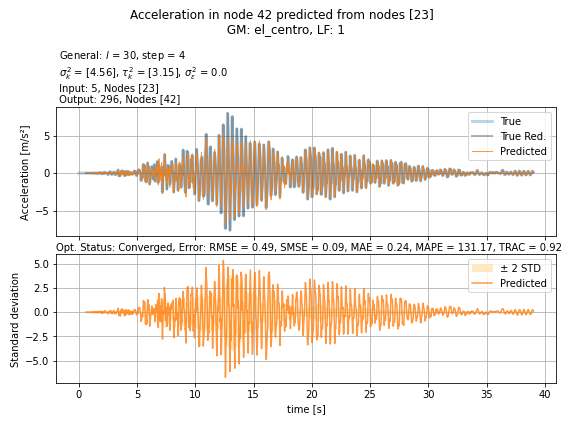 Acceleration in node 42 predicted from nodes [23]
GM: el_centro, LF: 1
General: l = 30, step = 4
σ²ₖ = [4.56], τ²ₖ = [3.15], σ²ₑ = 0.0
Input: 5, Nodes [23]
Output: 296, Nodes [42]
Acceleration [m/s²]
5
0
−5
True
True Red.
Predicted
Opt. Status: Converged, Error: RMSE = 0.49, SMSE = 0.09, MAE = 0.24, MAPE = 131.17, TRAC = 0.92
Standard deviation
5.0
2.5
0.0
−2.5
−5.0
± 2 STD
Predicted
0 5 10 15 20 25 30 35 40
time [s]